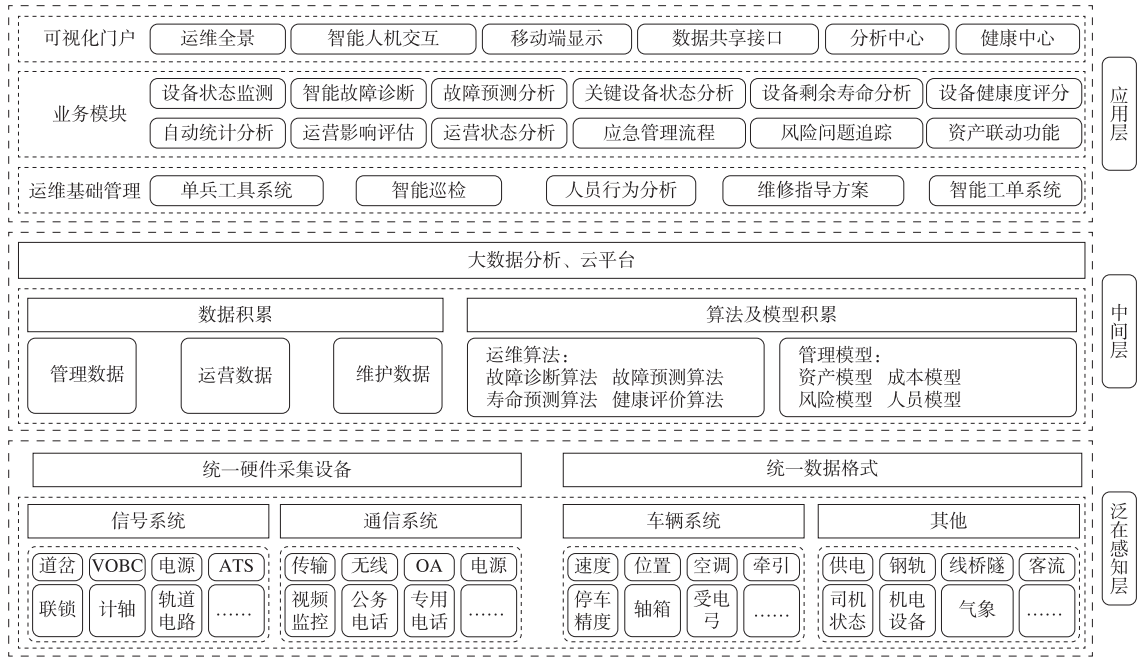 可视化门户 运维全景 智能人机交互 移动端显示 数据共享接口 分析中心 健康中心
业务模块
设备状态监测 智能故障诊断 故障预测分析 关键设备状态分析 设备剩余寿命分析 设备健康度评分
自动统计分析 运营影响评估 运营状态分析 应急管理流程 风险问题追踪 资产联动功能
运维基础管理 单兵工具系统 智能巡检 人员行为分析 维修指导方案 智能工单系统
应用层
大数据分析、云平台
数据积累 算法及模型积累
管理数据 运营数据 维护数据
运维算法：
故障诊断算法 故障预测算法
寿命预测算法 健康评价算法
管理模型：
资产模型 成本模型
风险模型 人员模型
中间层
统一硬件采集设备 统一数据格式
信号系统 通信系统 车辆系统 其他
道岔 VOBC 电源 ATS 传输 无线 OA 电源 速度 位置 空调 牵引 供电 钢轨 线桥隧 客流
联锁 计轴 轨道
电路 ……
视频
监控 公务
电话 专用
电话 ……
停车
精度 轴箱 受电
弓 ……
司机
状态 机电
设备 气象 ……
泛在感知层